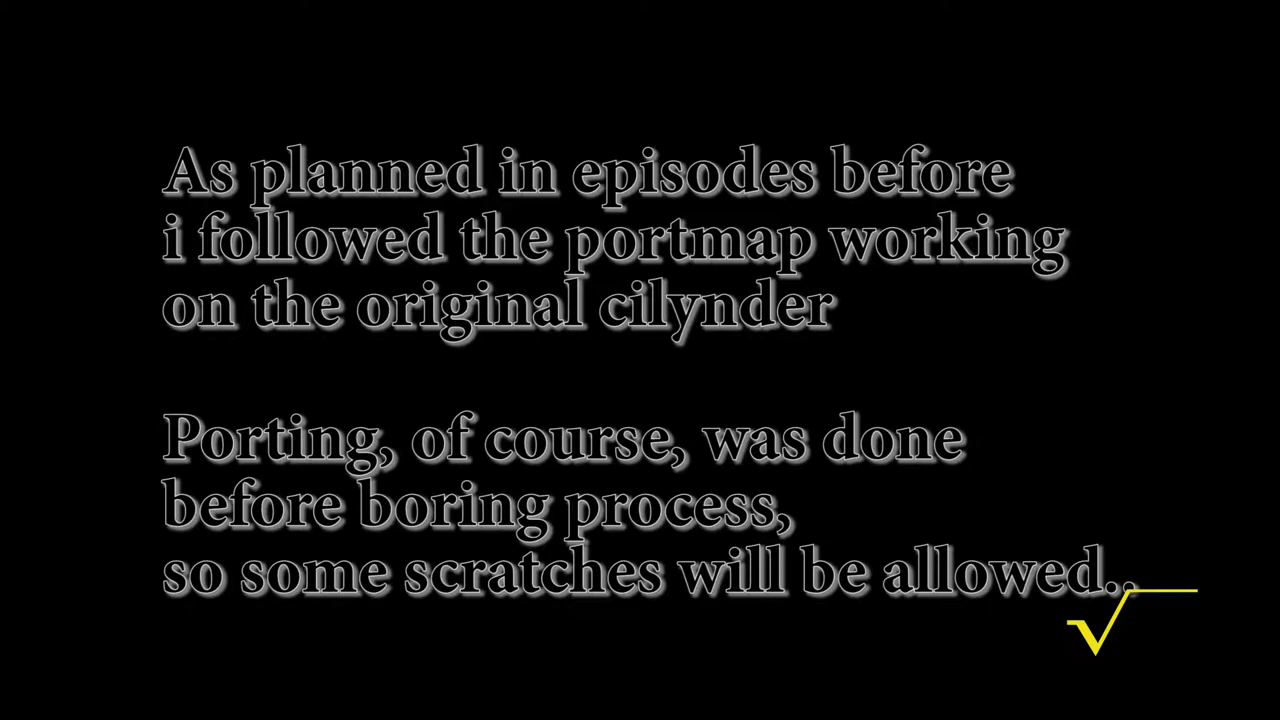 As planned in episodes before
i followed the portmap working
on the original cilynder
Porting, of course, was done
before boring process,
so some scratches will be allowed..
√